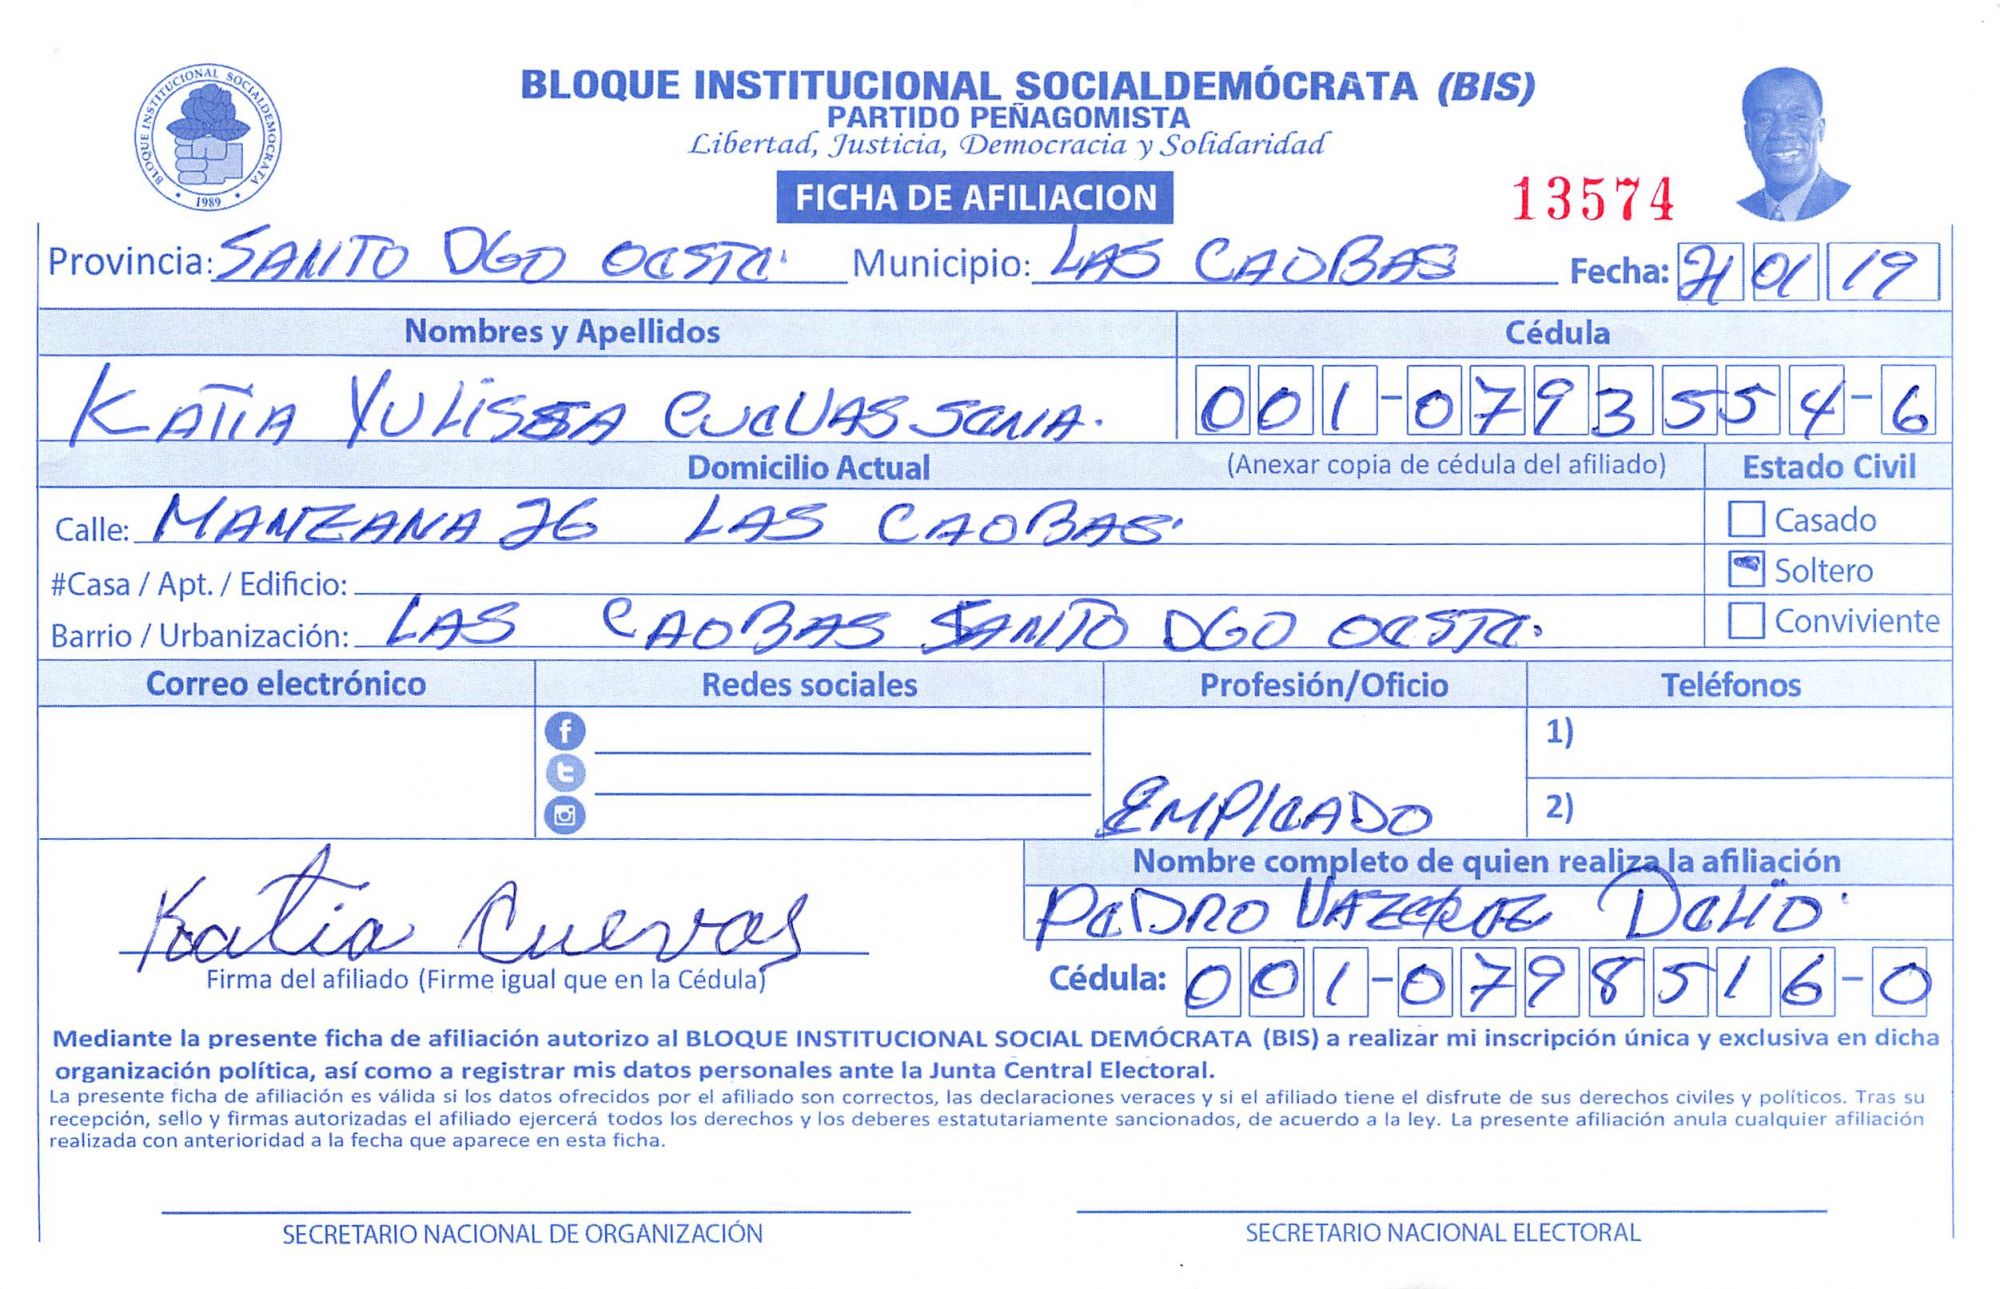 BLOQUE INSTITUCIONAL SOCIALDEMOCRATA
1989
BLOQUE INSTITUCIONAL SOCIALDEMÓCRATA (BIS)
PARTIDO PEÑAGOMISTA
Libertad, Justicia, Democracia y Solidaridad
FICHA DE AFILIACION
13574
Provincia: SANTO DGO OESTE. Municipio: LAS CAOBAS Fecha: 21 01 19
Nombres y Apellidos Cédula
KATIA YULISSA CUEVAS SENA. 001-0793554-6
Domicilio Actual (Anexar copia de cédula del afiliado) Estado Civil
Calle: MANZANA 26 LAS CAOBAS. Casado
#Casa / Apt. / Edificio: Soltero
Barrio / Urbanización: LAS CAOBAS SANTO DGO OESTE. Conviviente
Correo electrónico Redes sociales Profesión/Oficio Teléfonos
1)
EMPLEADO 2)
Nombre completo de quien realiza la afiliación
PEDRO
Katia Cuevas
Firma del afiliado (Firme igual que en la Cédula) Cédula: 001-0798516-0
Mediante la presente ficha de afiliación autorizo al BLOQUE INSTITUCIONAL SOCIAL DEMÓCRATA (BIS) a realizar mi inscripción única y exclusiva en dicha
organización política, así como a registrar mis datos personales ante la Junta Central Electoral.
La presente ficha de afiliación es válida si los datos ofrecidos por el afiliado son correctos, las declaraciones veraces y si el afiliado tiene el disfrute de sus derechos civiles y políticos. Tras su
recepción, sello y firmas autorizadas el afiliado ejercerá todos los derechos y los deberes estatutariamente sancionados, de acuerdo a la ley. La presente afiliación anula cualquier afiliación
realizada con anterioridad a la fecha que aparece en esta ficha.
SECRETARIO NACIONAL DE ORGANIZACIÓN SECRETARIO NACIONAL ELECTORAL